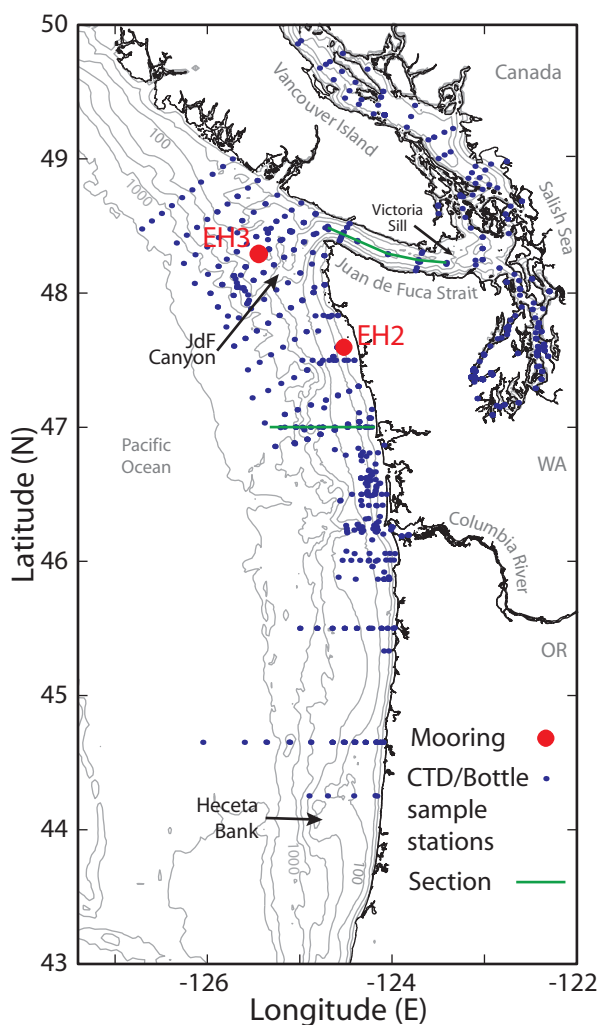 50
49
48
47
46
45
44
43
Latitude (N)
-126
-124
-122
Longitude (E)
Canada
Vancouver Island
100
1000
Salish Sea
Victoria
Sill
EH3
Juan de Fuca Strait
JdF
Canyon
EH2
Pacific
Ocean
WA
Columbia
River
OR
Mooring
CTD/Bottle
sample
stations
Section
Heceta
Bank
1000
100